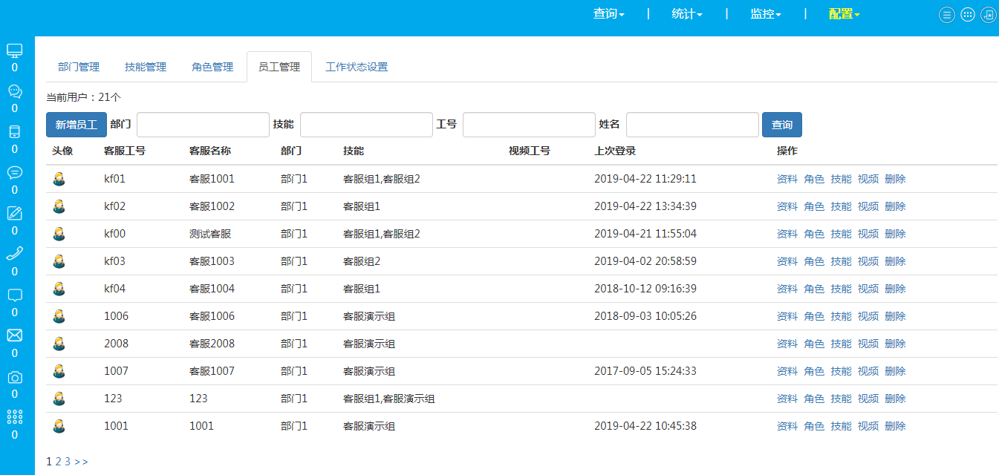 查询 | 统计 | 监控 | 配置
0
0
0
0
0
0
0
0
0
0
部门管理 技能管理 角色管理 员工管理 工作状态设置
当前用户：21个
新增员工 部门 技能 工号 姓名 查询
头像 客服工号 客服名称 部门 技能 视频工号 上次登录 操作
kf01 客服1001 部门1 客服组1,客服组2 2019-04-22 11:29:11 资料 角色 技能 视频 删除
kf02 客服1002 部门1 客服组1 2019-04-22 13:34:39 资料 角色 技能 视频 删除
kf00 测试客服 部门1 客服组1,客服组2 2019-04-21 11:55:04 资料 角色 技能 视频 删除
kf03 客服1003 部门1 客服组2 2019-04-02 20:58:59 资料 角色 技能 视频 删除
kf04 客服1004 部门1 客服组1 2018-10-12 09:16:39 资料 角色 技能 视频 删除
1006 客服1006 部门1 客服演示组 2018-09-03 10:05:26 资料 角色 技能 视频 删除
2008 客服2008 部门1 客服演示组 资料 角色 技能 视频 删除
1007 客服1007 部门1 客服演示组 2017-09-05 15:24:33 资料 角色 技能 视频 删除
123 123 部门1 客服组1,客服演示组 资料 角色 技能 视频 删除
1001 1001 部门1 客服演示组 2019-04-22 10:45:38 资料 角色 技能 视频 删除
1 2 3 >>